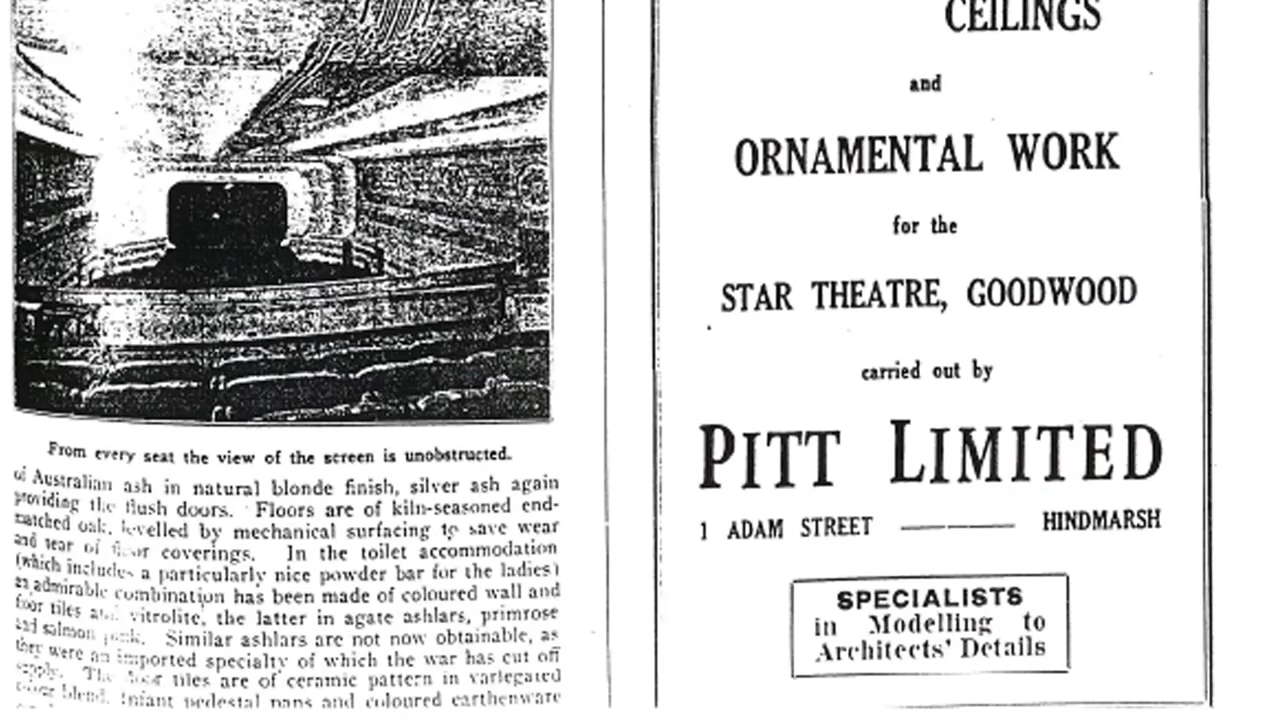 From every seat the view of the screen is unobstructed.
of Australian ash in natural blonde finish, silver ash again
providing the flush doors. Floors are of kiln-seasoned end-
matched oak, levelled by mechanical surfacing to save wear
and tear of floor coverings. In the toilet accommodation
(which includes a particularly nice powder bar for the ladies)
an admirable combination has been made of coloured wall and
floor tiles and vitrolite, the latter in agate ashlars, primrose
and salmon pink. Similar ashlars are not now obtainable, as
they were an imported specialty of which the war has cut off
supply. The floor tiles are of ceramic pattern in variegated
blend. Infant pedestal pans and coloured earthenware
CEILINGS
and
ORNAMENTAL WORK
for the
STAR THEATRE, GOODWOOD
carried out by
PITT LIMITED
1 ADAM STREET —— HINDMARSH
SPECIALISTS
in Modelling to
Architects' Details